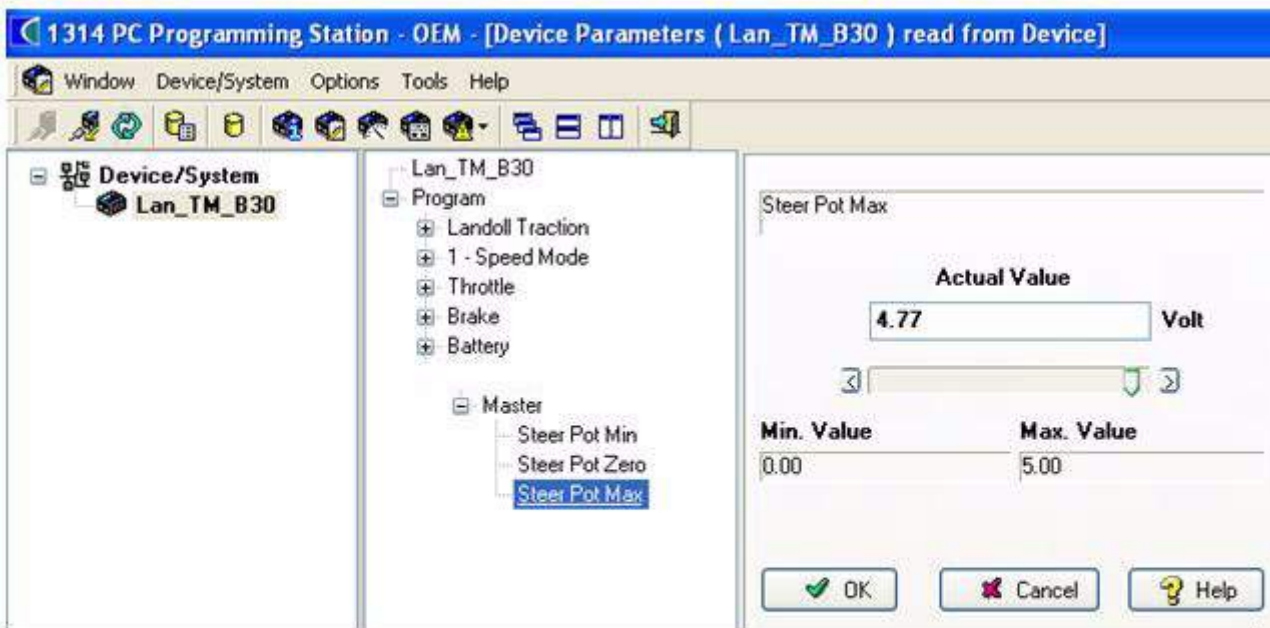 1314 PC Programming Station - OEM - [Device Parameters ( Lan_TM_B30 ) read from Device]
Window Device/System Options Tools Help
Device/System
Lan_TM_B30
Lan_TM_B30
Program
Landoll Traction
1 - Speed Mode
Throttle
Brake
Battery
Master
Steer Pot Min
Steer Pot Zero
Steer Pot Max
Steer Pot Max
Actual Value
4.77 Volt
Min. Value Max. Value
0.00 5.00
OK Cancel Help